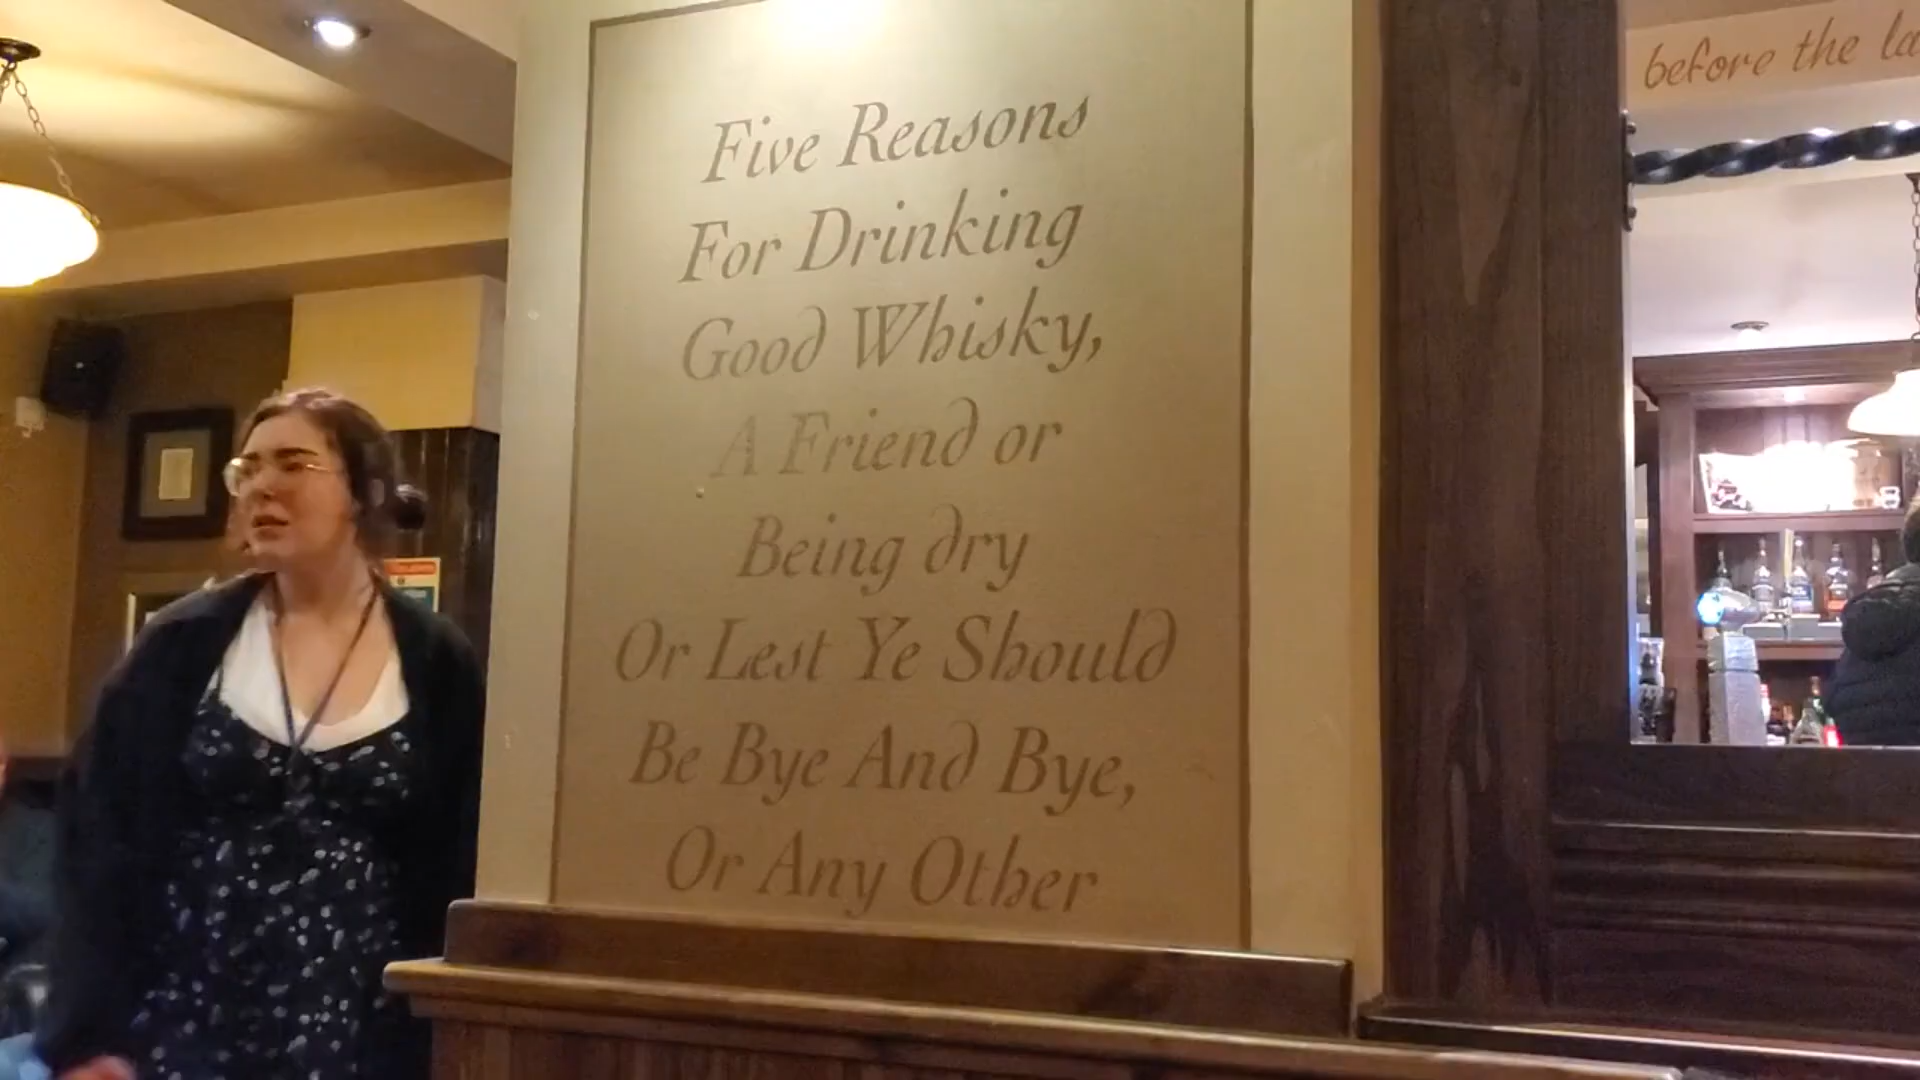 Five Reasons
For Drinking
Good Whisky,
A Friend or
Being dry
Or Lest Ye Should
Be Bye And Bye,
Or Any Other
before the